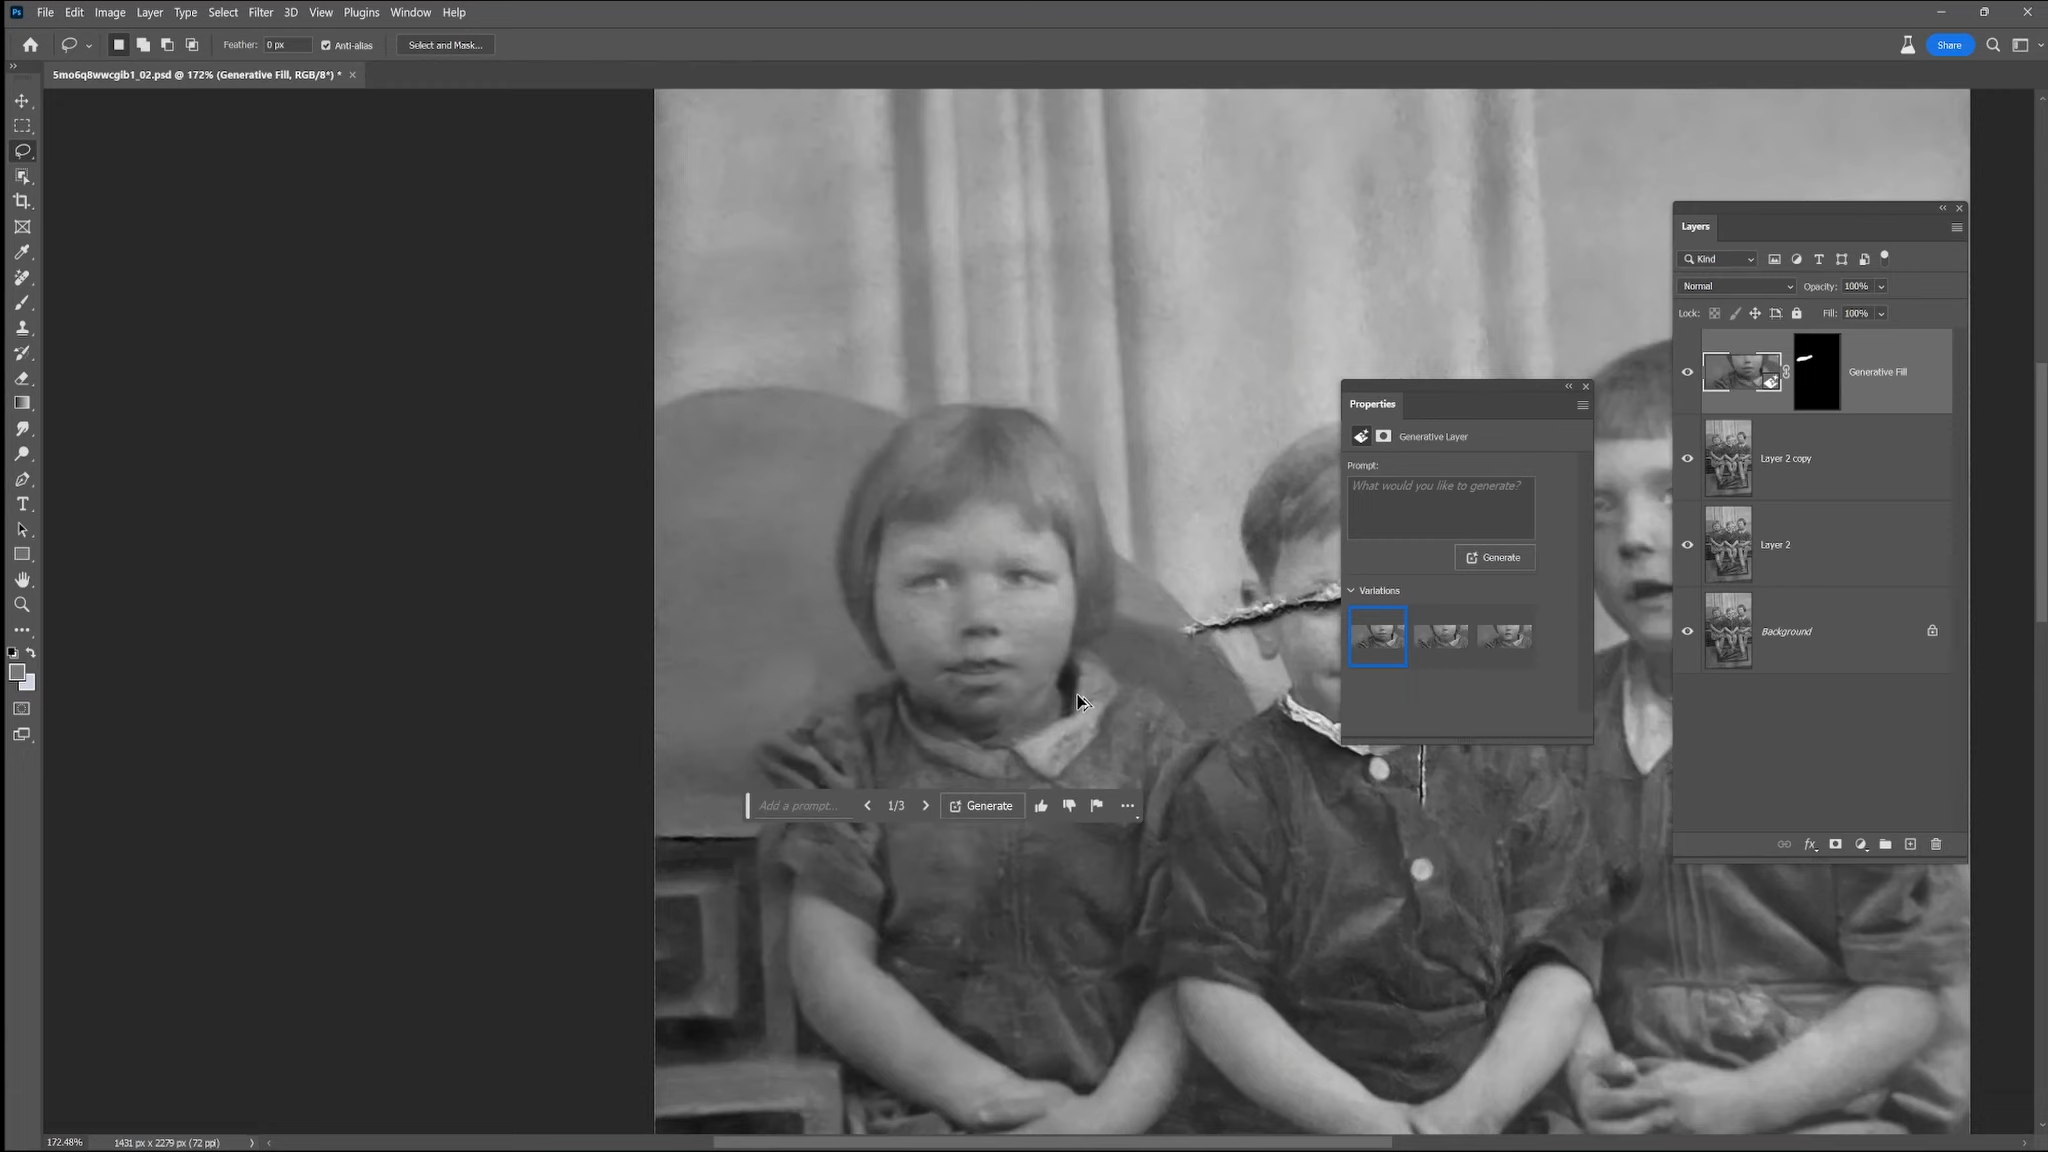 Ps File Edit Image Layer Type Select Filter 3D View Plugins Window Help
Feather: 0 px Anti-alias Select and Mask... Share
5mo6q8wwcgib1_02.psd @ 172% (Generative Fill, RGB/8*) *
Layers
Kind
Normal Opacity: 100%
Lock: Fill: 100%
Generative Fill
Layer 2 copy
Layer 2
Background
Properties
Generative Layer
Prompt:
What would you like to generate?
Generate
Variations
Add a prompt... 1/3 Generate
172.48% 1431 px x 2279 px (72 ppi)